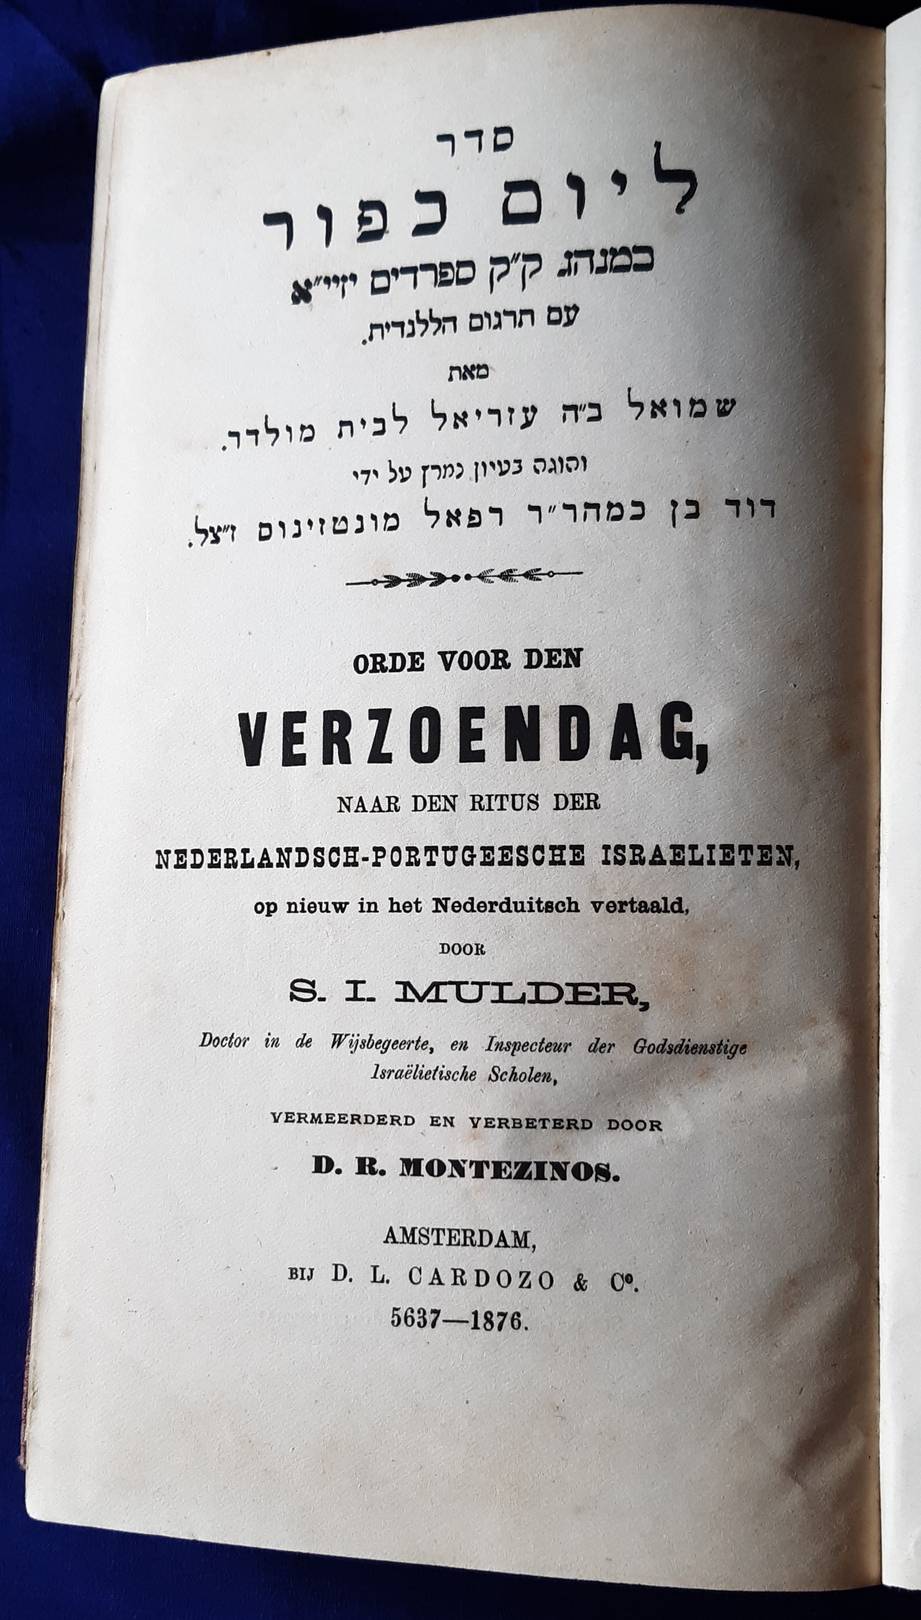 סדר
ליום כפור
כמנהג ק״ק ספרדים יזיי״א
עם תרגום הללנדית.
מאת
שמואל ב״ה עזריאל לבית מולדר.
והוגה בעיון נמרץ על ידי
דוד בן כמהר״ר רפאל מונטזינוס ז״צל.
ORDE VOOR DEN
VERZOENDAG,
NAAR DEN RITUS DER
NEDERLANDSCH-PORTUGEESCHE ISRAELIETEN,
op nieuw in het Nederduitsch vertaald,
DOOR
S. I. MULDER,
Doctor in de Wijsbegeerte, en Inspecteur der Godsdienstige
Israëlietische Scholen,
VERMEERDERD EN VERBETERD DOOR
D. R. MONTEZINOS.
AMSTERDAM,
BIJ D. L. CARDOZO & Cº.
5637—1876.